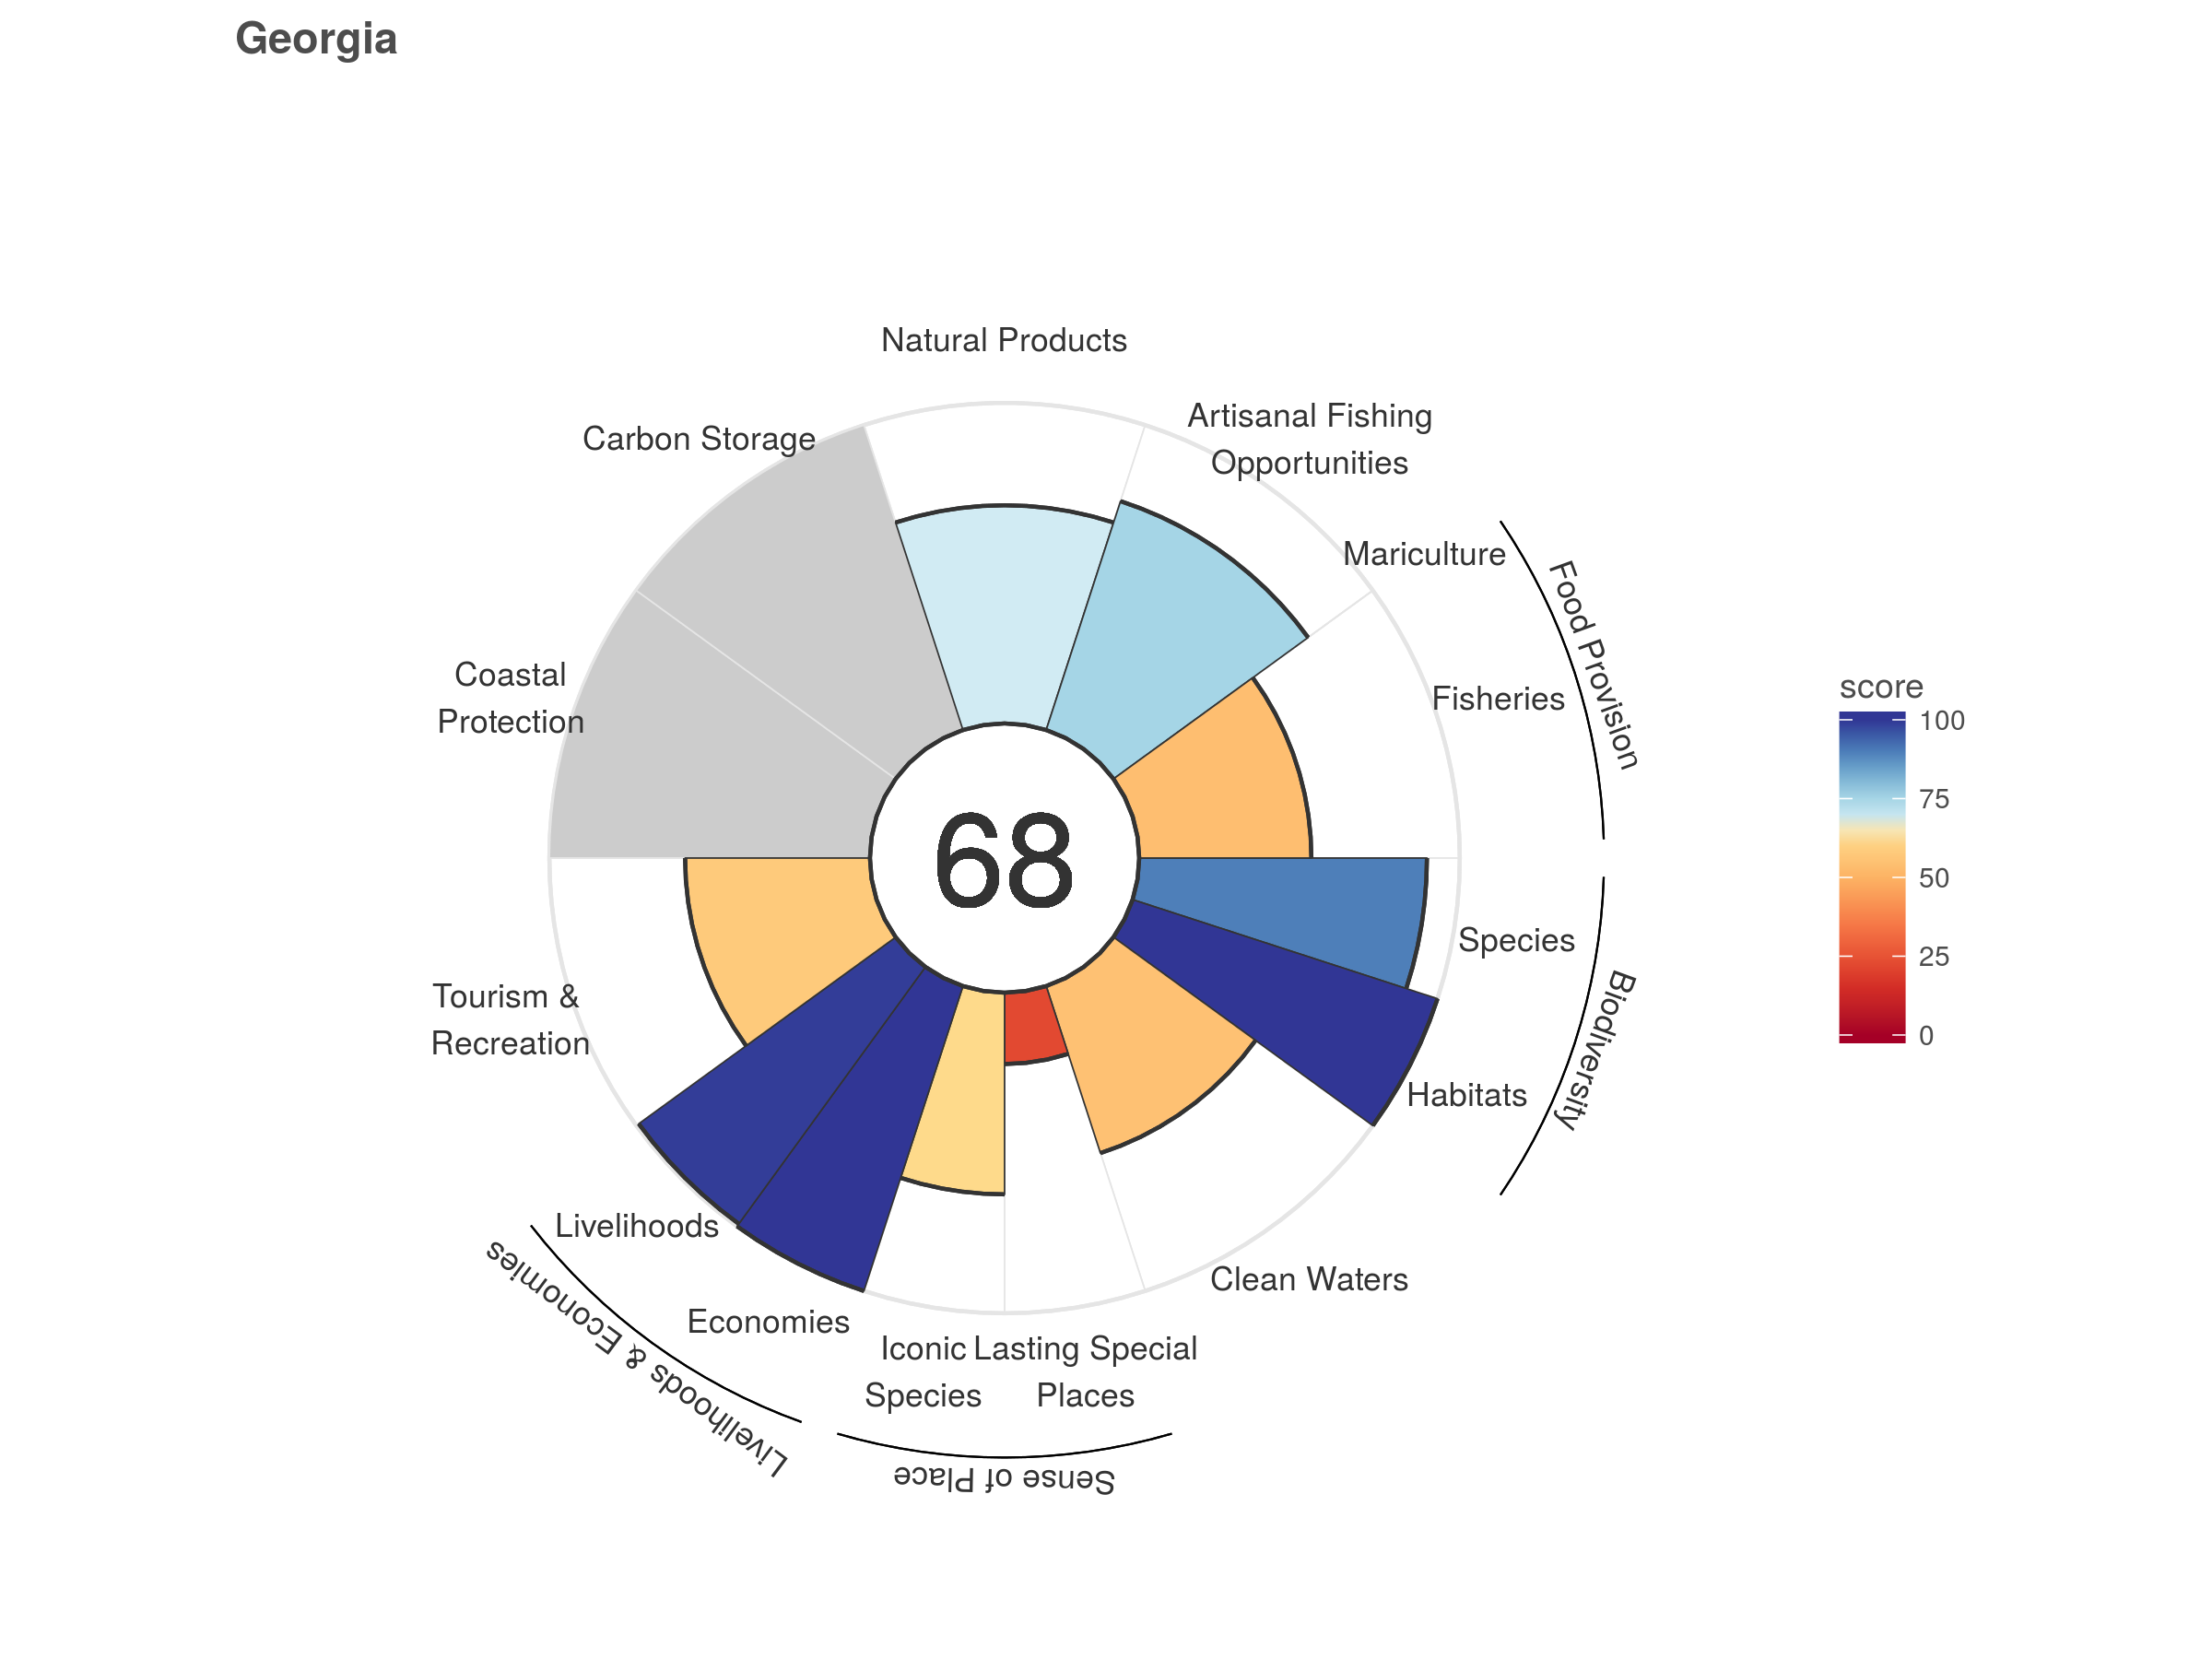 Georgia
Natural Products
Artisanal Fishing
Opportunities
Carbon Storage
Mariculture
Food Provision
Fisheries
Coastal
Protection
68
Species
Biodiversity
Habitats
Tourism &
Recreation
Livelihoods
Livelihoods & Economies
Economies
Clean Waters
Iconic
Species
Lasting Special
Places
Sense of Place
score
100
75
50
25
0